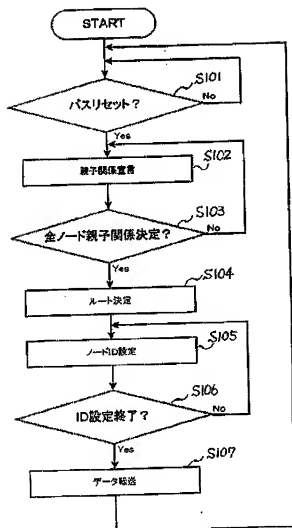 START
S101
バスリセット?
No
Yes
S102
親子関係宣言
S103
全ノード親子関係決定?
No
Yes
S104
ルート決定
S105
ノードID設定
S106
ID設定終了?
No
Yes
S107
データ転送